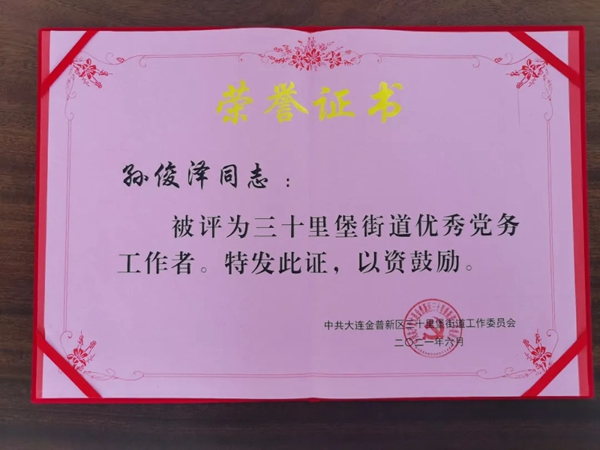 荣誉证书
孙俊泽同志：
被评为三十里堡街道优秀党务
工作者。特发此证，以资鼓励。
中共大连金普新区三十里堡街道工作委员会
二〇二一年六月